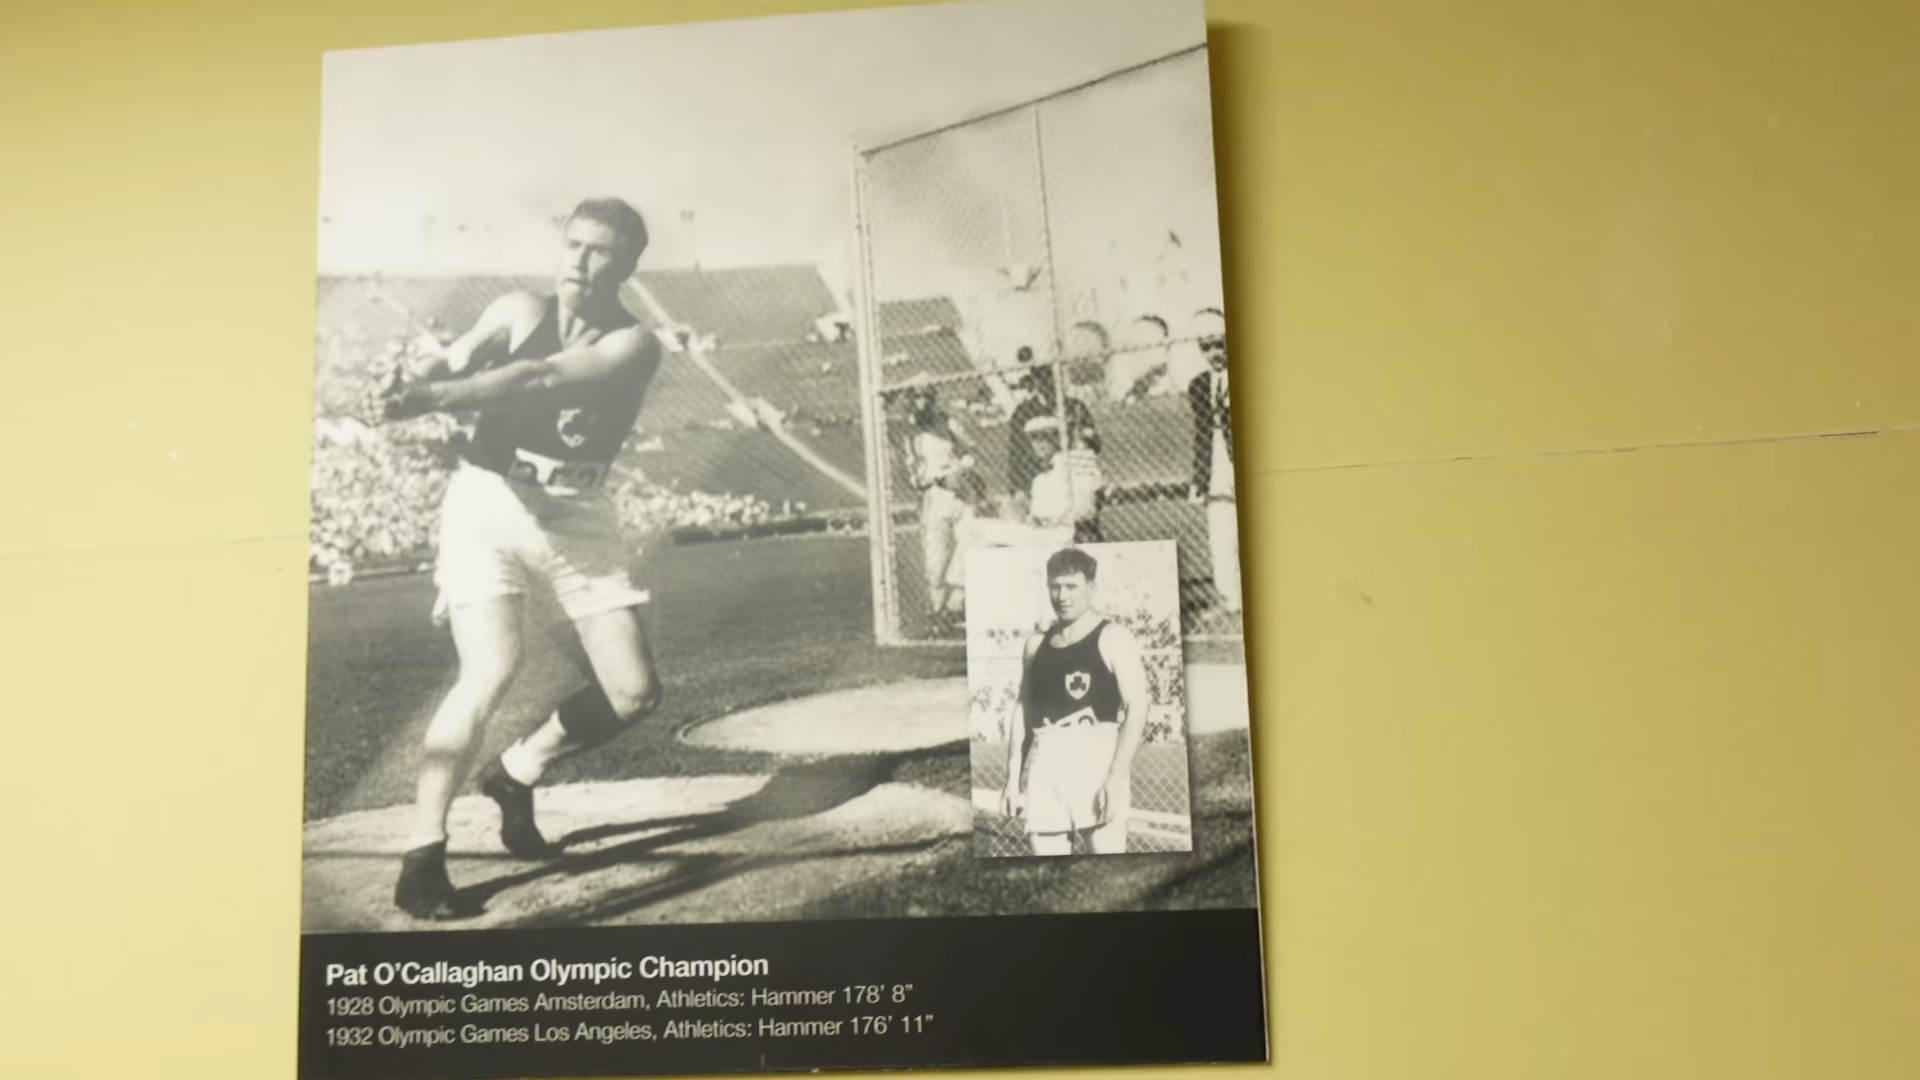 Pat O'Callaghan Olympic Champion
1928 Olympic Games Amsterdam, Athletics: Hammer 178' 8"
1932 Olympic Games Los Angeles, Athletics: Hammer 176' 11"